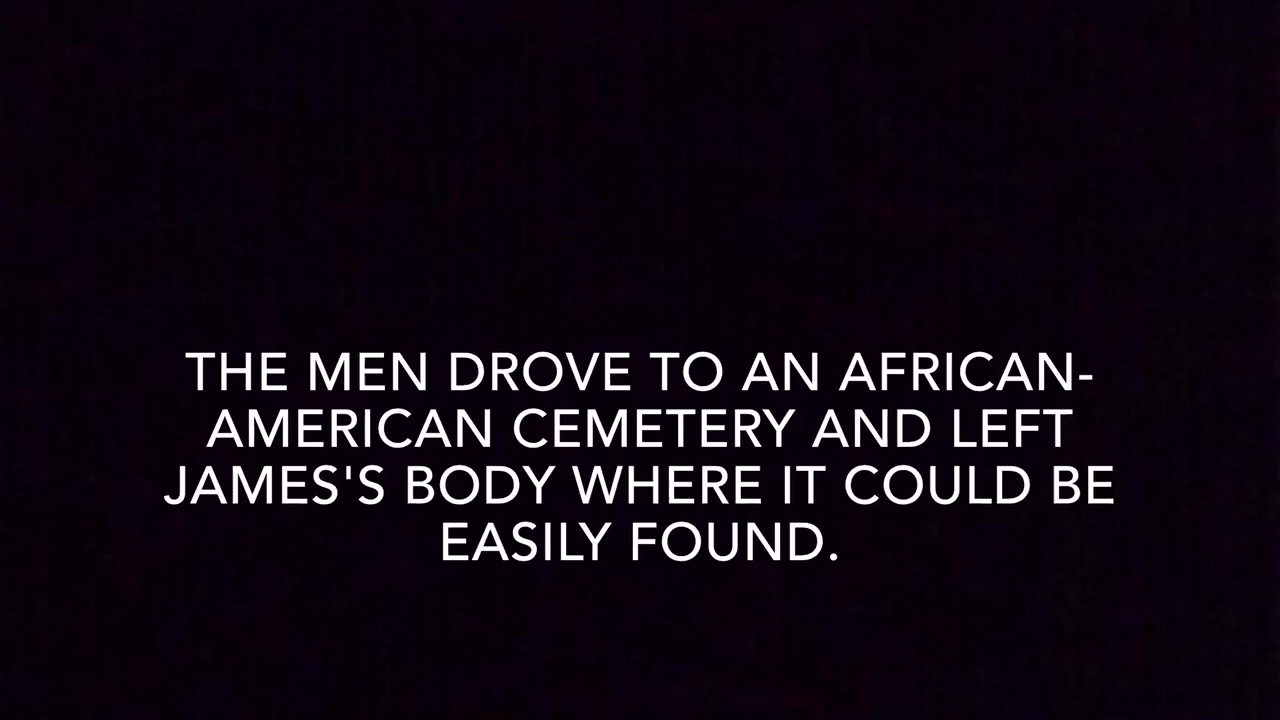 THE MEN DROVE TO AN AFRICAN-
AMERICAN CEMETERY AND LEFT
JAMES'S BODY WHERE IT COULD BE
EASILY FOUND.